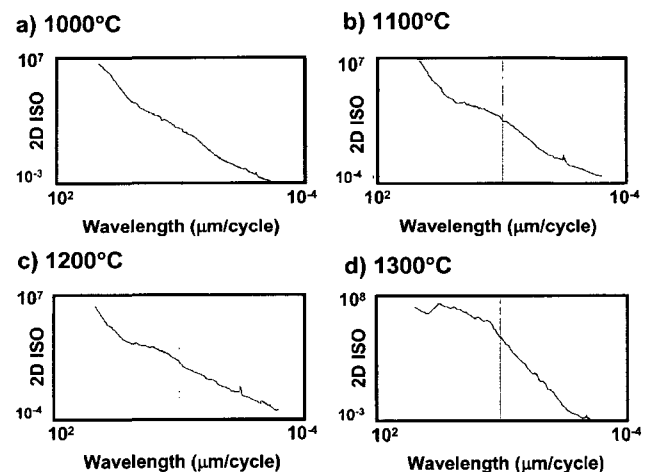 a) 1000°C
10⁷
2D ISO
10⁻³
10² 10⁻⁴
Wavelength (µm/cycle)
b) 1100°C
10⁷
2D ISO
10⁻⁴
10² 10⁻⁴
Wavelength (µm/cycle)
c) 1200°C
10⁷
2D ISO
10⁻⁴
10² 10⁻⁴
Wavelength (µm/cycle)
d) 1300°C
10⁸
2D ISO
10⁻³
10² 10⁻⁴
Wavelength (µm/cycle)